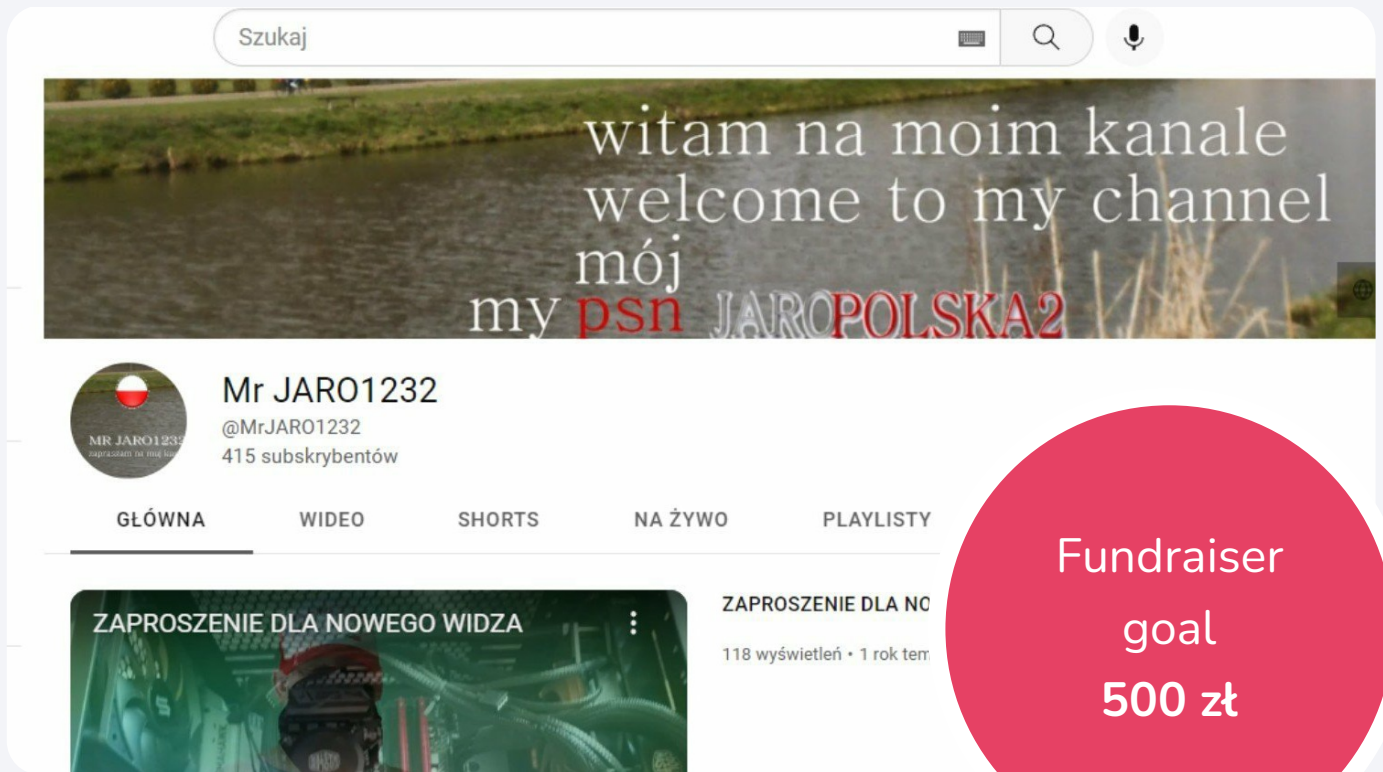 Szukaj
witam na moim kanale
welcome to my channel
mój
my psn JAROPOLSKA2
Mr JARO1232
@MrJARO1232
415 subskrybentów
MR JARO1232
GŁÓWNA WIDEO SHORTS NA ŻYWO PLAYLISTY
ZAPROSZENIE DLA NOWEGO WIDZA
ZAPROSZENIE DLA NO
118 wyświetleń • 1 rok tem
Fundraiser
goal
500 zł